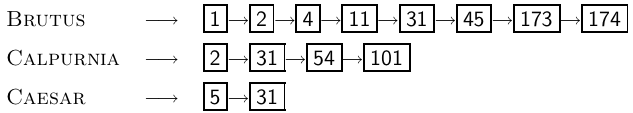 BRUTUS ⟶ 1 → 2 → 4 → 11 → 31 → 45 → 173 → 174
CALPURNIA ⟶ 2 → 31 → 54 → 101
CAESAR ⟶ 5 → 31